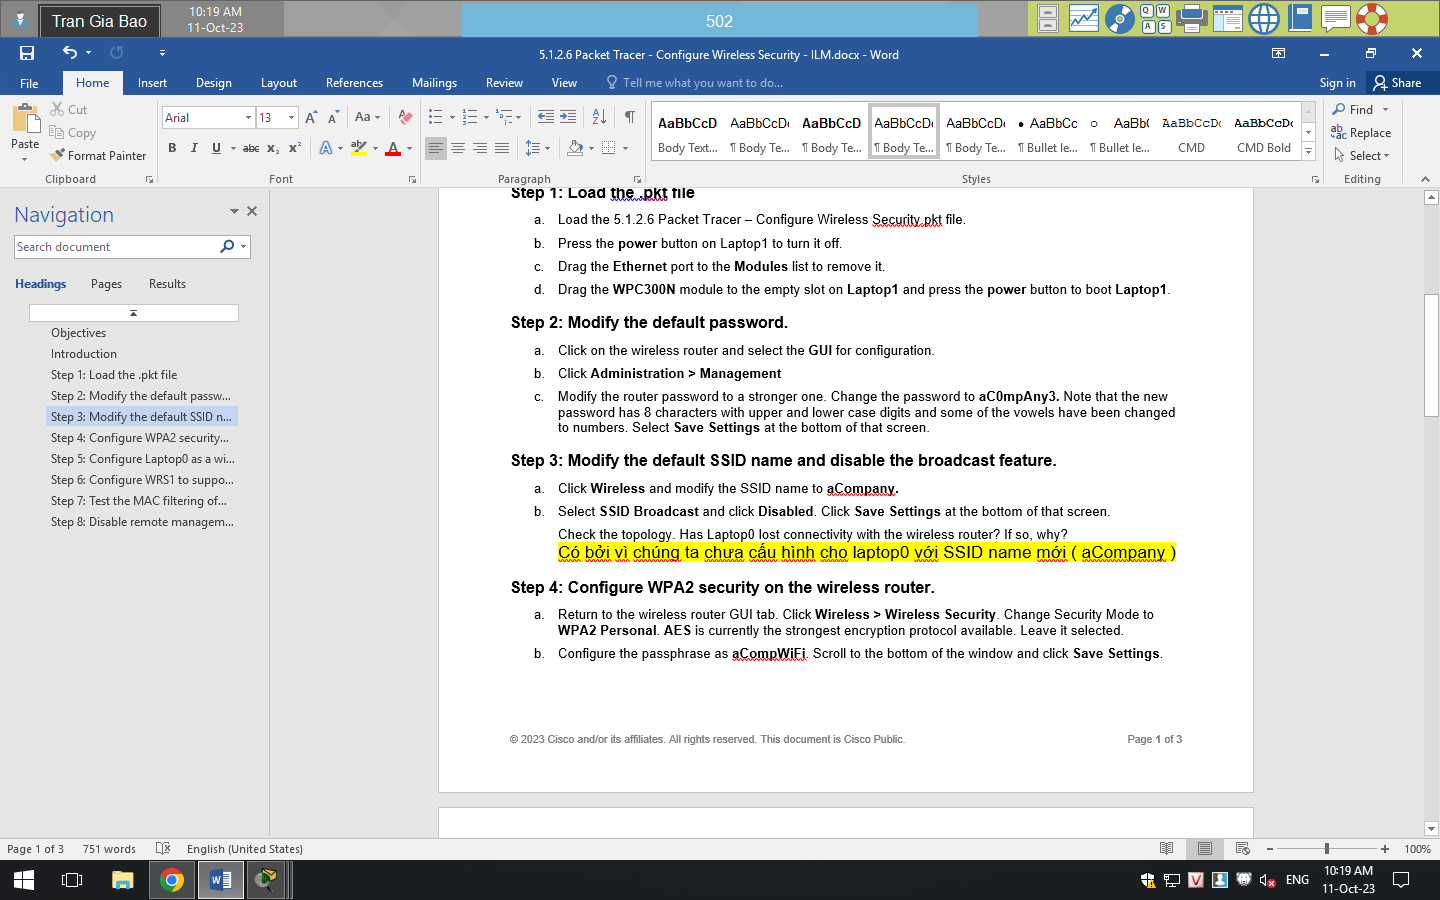 Tran Gia Bao
10:19 AM
11-Oct-23
502
5.1.2.6 Packet Tracer - Configure Wireless Security - ILM.docx - Word
File Home Insert Design Layout References Mailings Review View Tell me what you want to do... Sign in Share
Paste
Cut
Copy
Format Painter
Clipboard
Arial 13
Font
Paragraph
AaBbCcD AaBbCcD AaBbCcD AaBbCcD AaBbCcD AaBbCc AaBb( AaBbCcD AaBbCcD
Body Text... ¶ Body Te... ¶ Body Te... ¶ Body Te... ¶ Body Te... ¶ Bullet le... ¶ Bullet le... CMD CMD Bold
Styles
Find
Replace
Select
Editing
Navigation
Search document
Headings Pages Results
Objectives
Introduction
Step 1: Load the .pkt file
Step 2: Modify the default passw...
Step 3: Modify the default SSID n...
Step 4: Configure WPA2 security...
Step 5: Configure Laptop0 as a wi...
Step 6: Configure WRS1 to suppo...
Step 7: Test the MAC filtering of...
Step 8: Disable remote managem...
Step 1: Load the .pkt file
a. Load the 5.1.2.6 Packet Tracer – Configure Wireless Security.pkt file.
b. Press the power button on Laptop1 to turn it off.
c. Drag the Ethernet port to the Modules list to remove it.
d. Drag the WPC300N module to the empty slot on Laptop1 and press the power button to boot Laptop1.
Step 2: Modify the default password.
a. Click on the wireless router and select the GUI for configuration.
b. Click Administration > Management
c. Modify the router password to a stronger one. Change the password to aC0mpAny3. Note that the new
password has 8 characters with upper and lower case digits and some of the vowels have been changed
to numbers. Select Save Settings at the bottom of that screen.
Step 3: Modify the default SSID name and disable the broadcast feature.
a. Click Wireless and modify the SSID name to aCompany.
b. Select SSID Broadcast and click Disabled. Click Save Settings at the bottom of that screen.
Check the topology. Has Laptop0 lost connectivity with the wireless router? If so, why?
Có bởi vì chúng ta chưa cấu hình cho laptop0 với SSID name mới ( aCompany )
Step 4: Configure WPA2 security on the wireless router.
a. Return to the wireless router GUI tab. Click Wireless > Wireless Security. Change Security Mode to
WPA2 Personal. AES is currently the strongest encryption protocol available. Leave it selected.
b. Configure the passphrase as aCompWiFi. Scroll to the bottom of the window and click Save Settings.
© 2023 Cisco and/or its affiliates. All rights reserved. This document is Cisco Public. Page 1 of 3
Page 1 of 3 751 words English (United States) 100%
ENG
10:19 AM
11-Oct-23